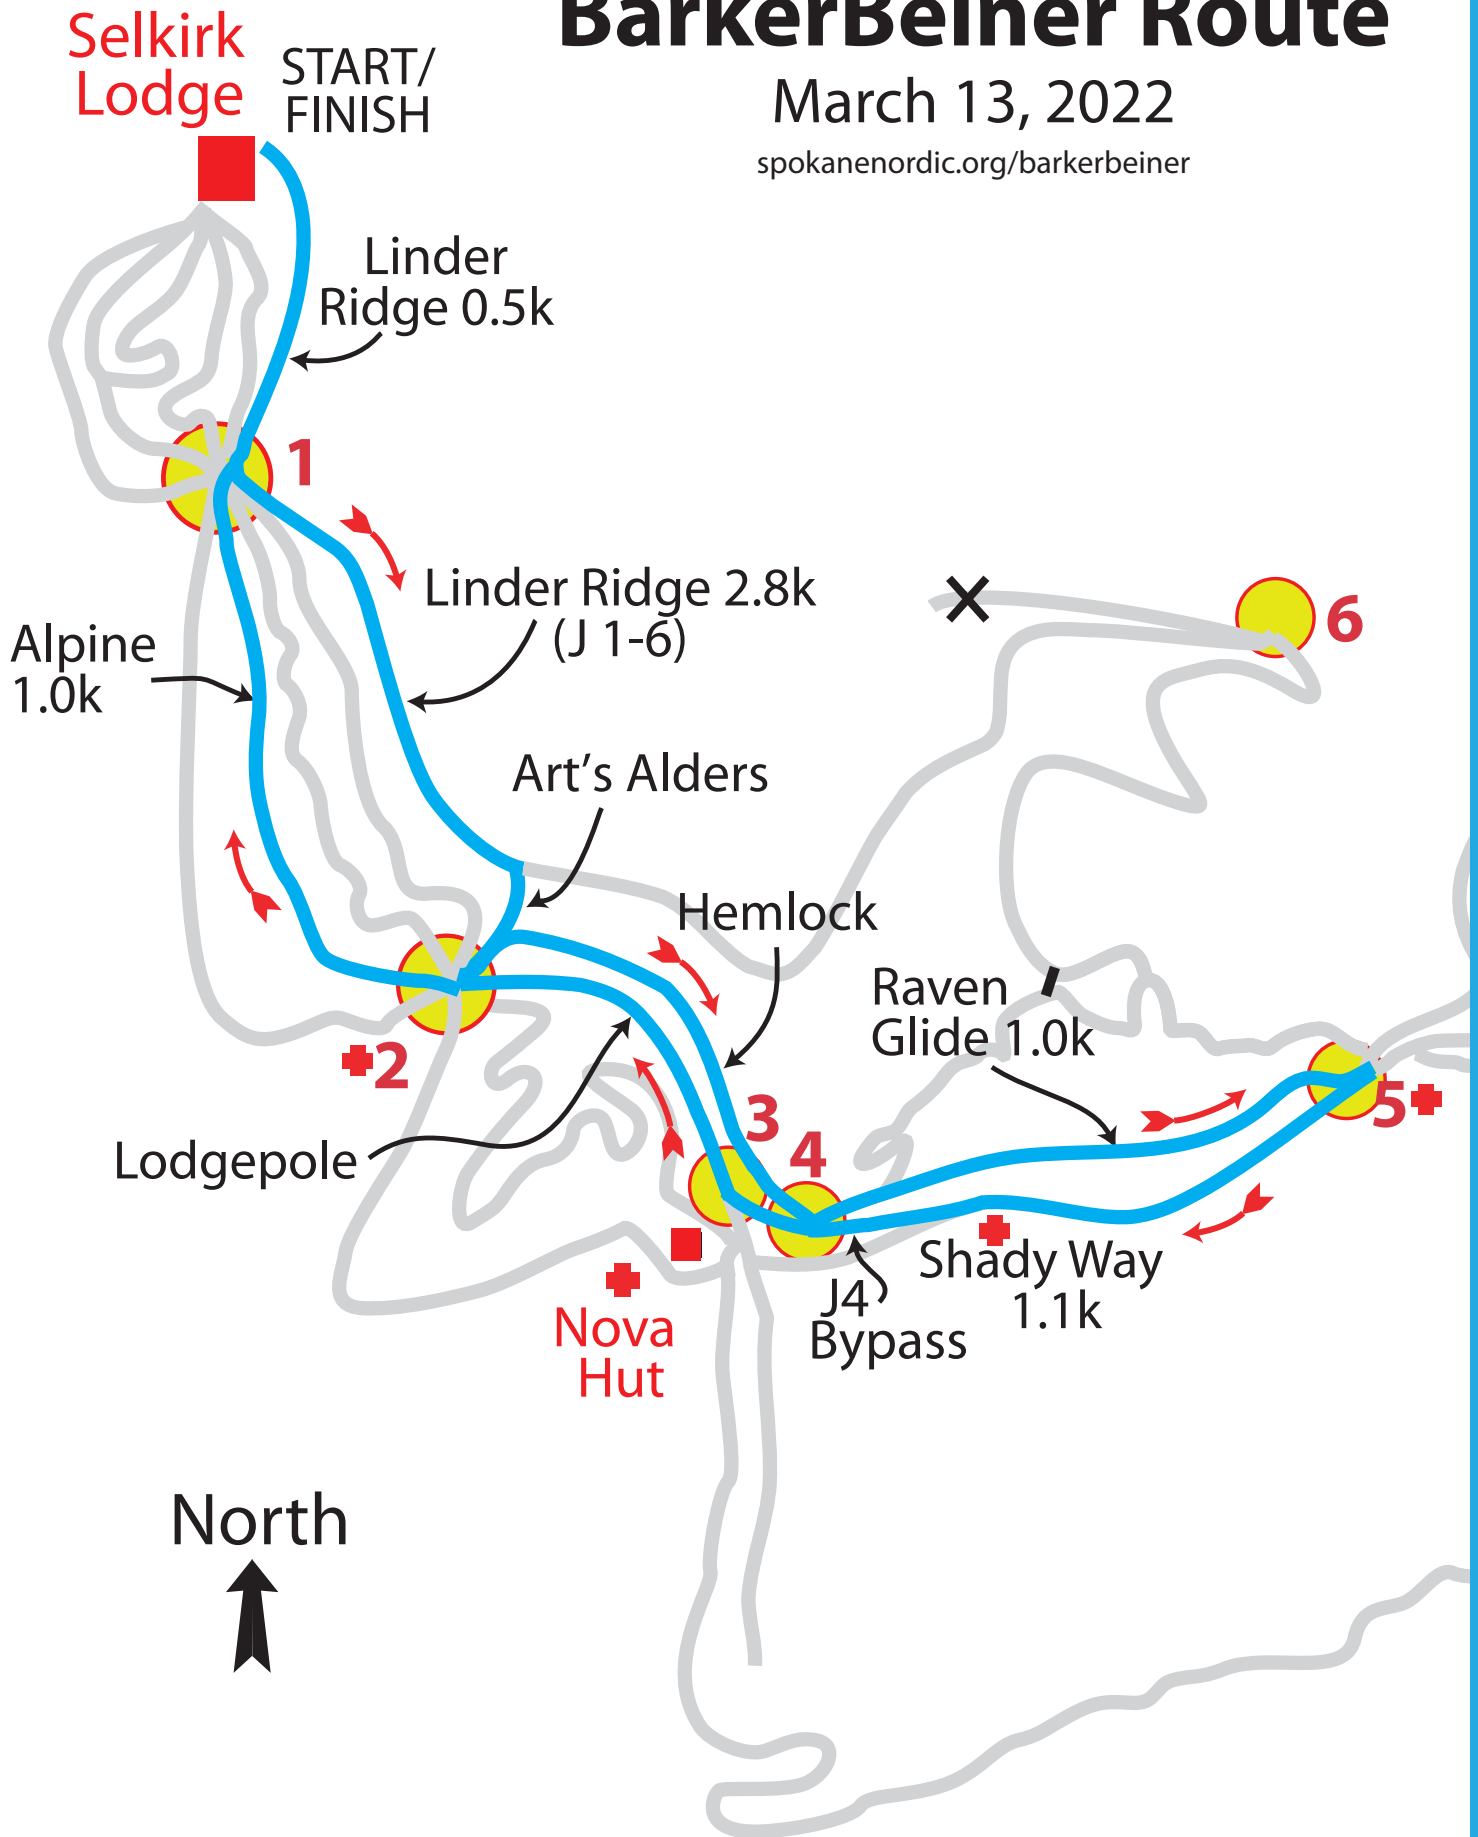 BarkerBeiner Route
March 13, 2022
spokanenordic.org/barkerbeiner
Selkirk
Lodge
START/
FINISH
Linder
Ridge 0.5k
1
Linder Ridge 2.8k
(J 1-6)
6
Alpine
1.0k
Art's Alders
Hemlock
Raven
Glide 1.0k
2
3
4
5
Lodgepole
Shady Way
1.1k
J4
Bypass
Nova
Hut
North